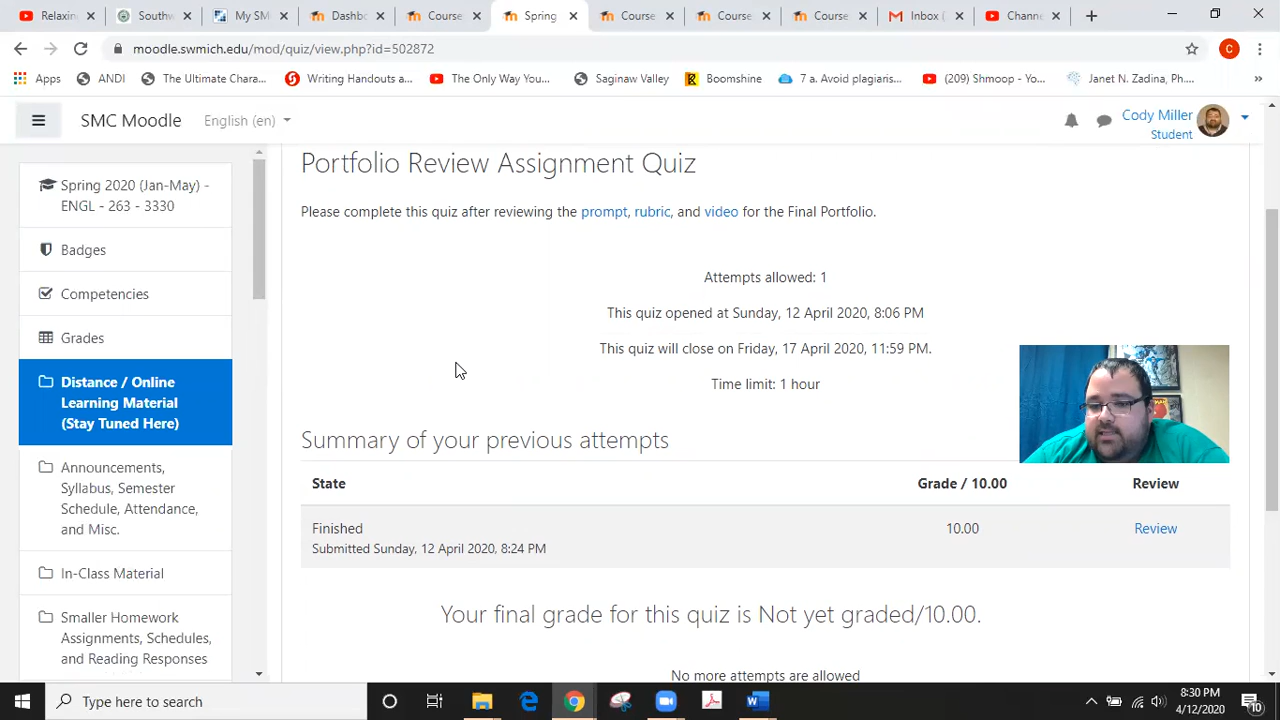 Relaxin
Southw
My SM
Dashbo
Course
Spring
Course
Course
Course
Inbox (
Chann
moodle.swmich.edu/mod/quiz/view.php?id=502872
C
Apps
ANDI
The Ultimate Chara...
Writing Handouts a...
The Only Way You...
Saginaw Valley
Boomshine
7 a. Avoid plagiaris...
(209) Shmoop - Yo...
Janet N. Zadina, Ph....
SMC Moodle
English (en)
Cody Miller
Student
Spring 2020 (Jan-May) -
ENGL - 263 - 3330
Badges
Competencies
Grades
Distance / Online
Learning Material
(Stay Tuned Here)
Announcements,
Syllabus, Semester
Schedule, Attendance,
and Misc.
In-Class Material
Smaller Homework
Assignments, Schedules,
and Reading Responses
Portfolio Review Assignment Quiz
Please complete this quiz after reviewing the prompt, rubric, and video for the Final Portfolio.
Attempts allowed: 1
This quiz opened at Sunday, 12 April 2020, 8:06 PM
This quiz will close on Friday, 17 April 2020, 11:59 PM.
Time limit: 1 hour
Summary of your previous attempts
State Grade / 10.00 Review
Finished 10.00 Review
Submitted Sunday, 12 April 2020, 8:24 PM
Your final grade for this quiz is Not yet graded/10.00.
No more attempts are allowed
Type here to search
8:30 PM
4/12/2020
10